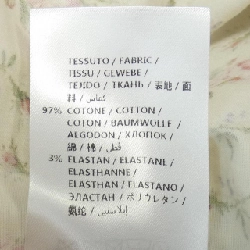 TESSUTO / FABRIC /
TISSU / GEWEBE /
TEJIDO / ТКАНЬ / 裏地 / 面
料 / قماش /
97% COTONE / COTTON /
COTON / BAUMWOLLE /
ALGODON / ХЛОПОК /
綿 / 棉 / قطن /
3% ELASTAN / ELASTANE /
ELASTHANNE /
ELASTHAN / ELASTANO /
ЭЛАСТАН / ポリウレタン /
氨纶 / إيلاستين /